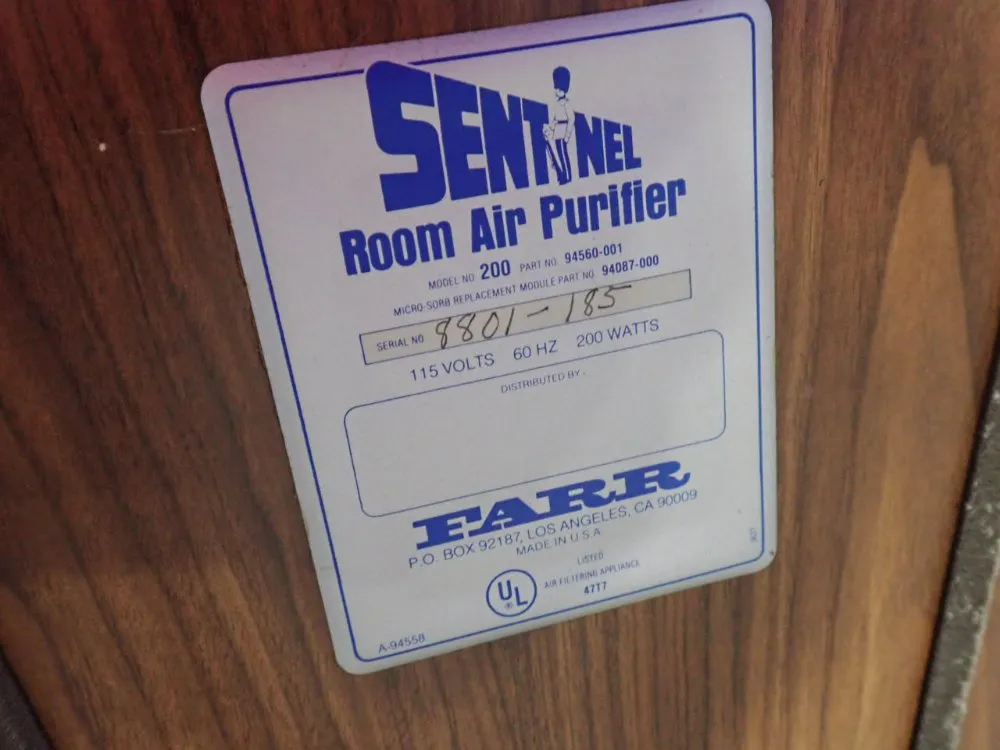 SENTINEL
Room Air Purifier
MODEL NO 200 PART NO. 94560-001
MICRO-SORB REPLACEMENT MODULE PART NO. 94087-000
SERIAL NO 8801-185
115 VOLTS 60 HZ 200 WATTS
DISTRIBUTED BY
FARR
P.O. BOX 92187, LOS ANGELES, CA 90009
MADE IN U.S.A.
LISTED
UL ® AIR FILTERING APPLIANCE
47T7
A-94558